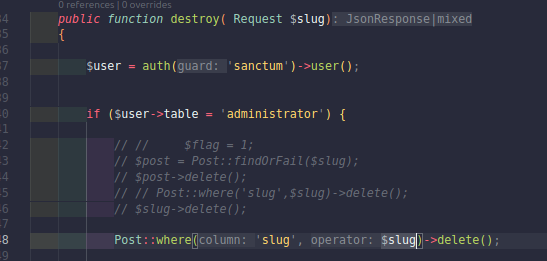 0 references | 0 overrides
34 public function destroy( Request $slug): JsonResponse|mixed
35 {
36
37 $user = auth(guard: 'sanctum')->user();
38
39
40 if ($user->table = 'administrator') {
41
42 // // $flag = 1;
43 // $post = Post::findOrFail($slug);
44 // $post->delete();
45 // // Post::where('slug',$slug)->delete();
46 // $slug->delete();
47
48 Post::where(column: 'slug', operator: $slug)->delete();
49